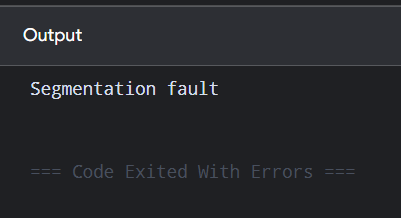 Output
Segmentation fault
=== Code Exited With Errors ===